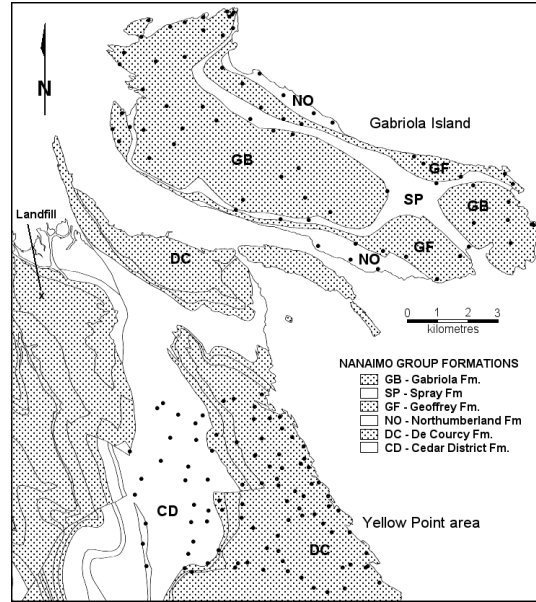 N
NO
Gabriola Island
GB
GF
SP
GB
Landfill
GF
NO
DC
0 1 2 3
kilometres
NANAIMO GROUP FORMATIONS
GB - Gabriola Fm.
SP - Spray Fm
GF - Geoffrey Fm.
NO - Northumberland Fm
DC - De Courcy Fm.
CD - Cedar District Fm.
CD
Yellow Point area
DC